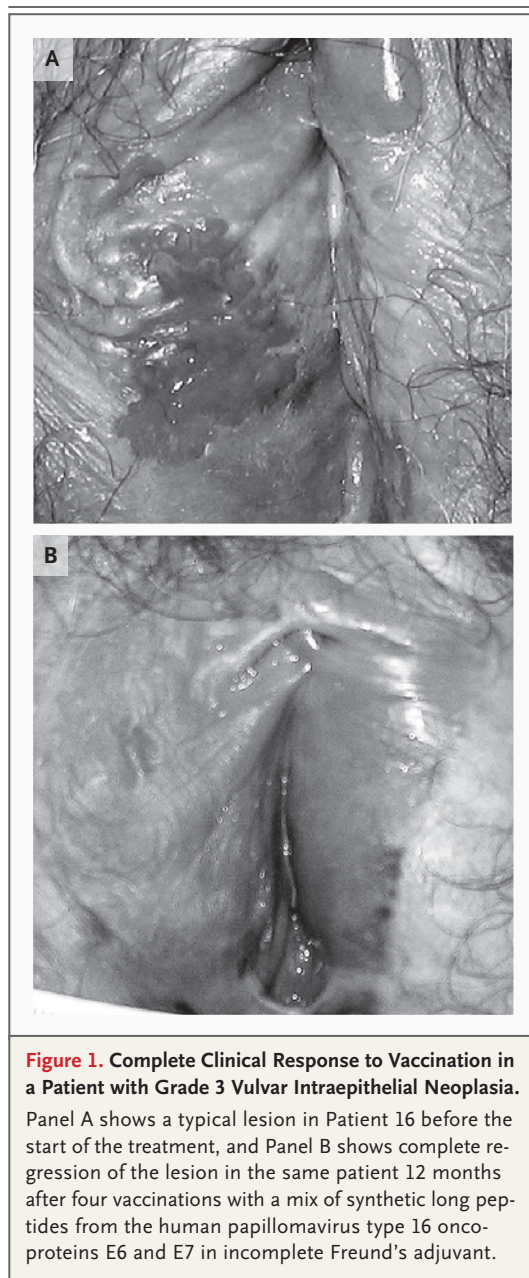 A
B
Figure 1. Complete Clinical Response to Vaccination in
a Patient with Grade 3 Vulvar Intraepithelial Neoplasia.
Panel A shows a typical lesion in Patient 16 before the
start of the treatment, and Panel B shows complete re-
gression of the lesion in the same patient 12 months
after four vaccinations with a mix of synthetic long pep-
tides from the human papillomavirus type 16 onco-
proteins E6 and E7 in incomplete Freund's adjuvant.